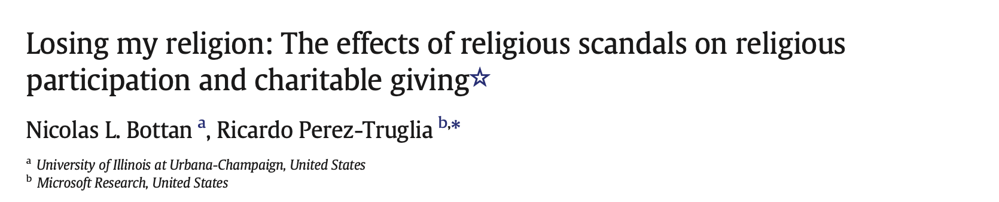 Losing my religion: The effects of religious scandals on religious
participation and charitable giving☆
Nicolas L. Bottan a, Ricardo Perez-Truglia b,*
a University of Illinois at Urbana-Champaign, United States
b Microsoft Research, United States